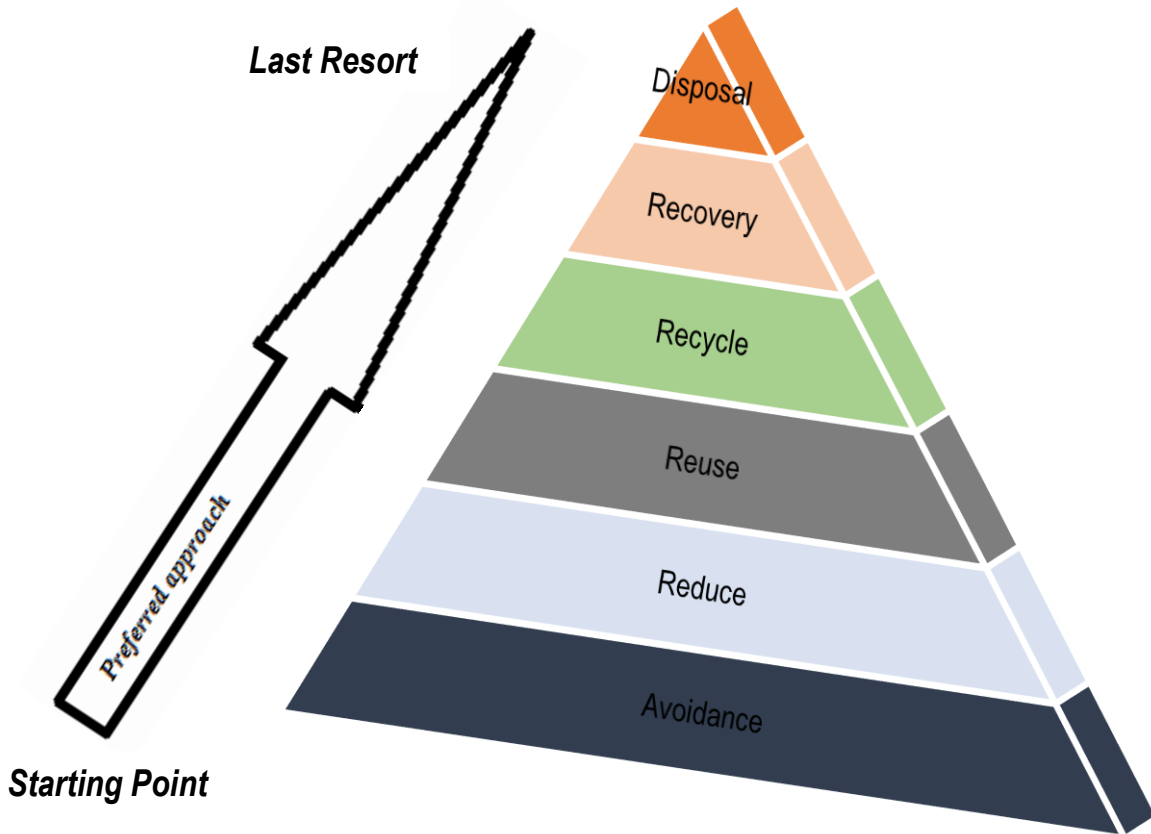 Last Resort
Disposal
Recovery
Recycle
Reuse
Reduce
Avoidance
Preferred approach
Starting Point